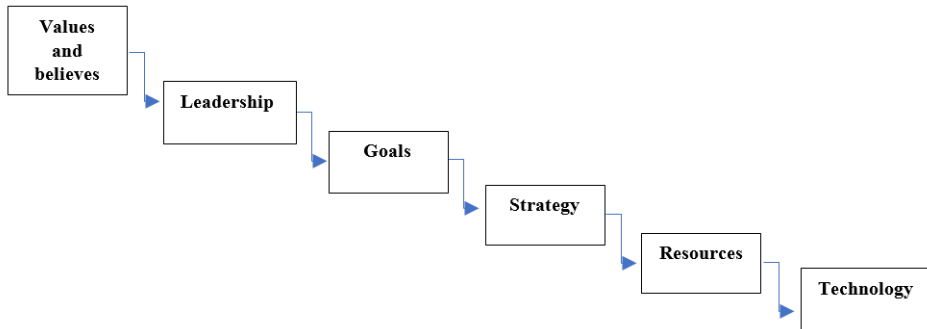 Values
and
believes
Leadership
Goals
Strategy
Resources
Technology